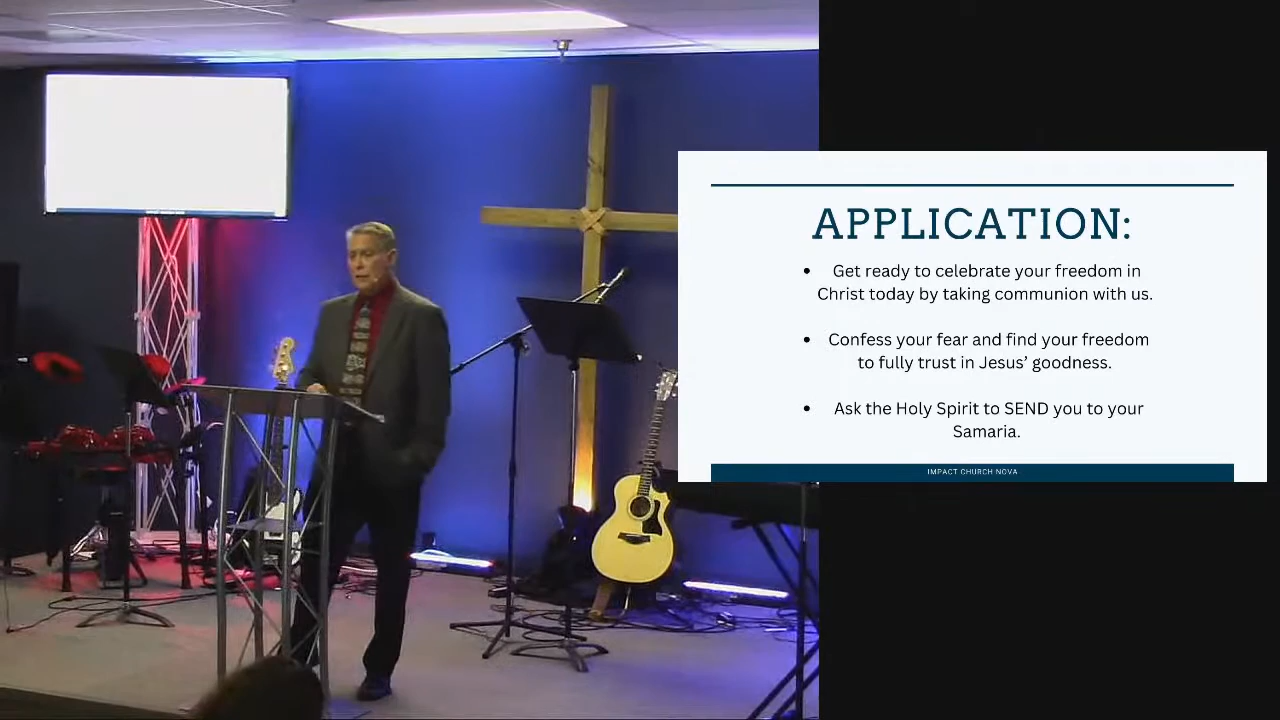 APPLICATION:
• Get ready to celebrate your freedom in
Christ today by taking communion with us.
• Confess your fear and find your freedom
to fully trust in Jesus’ goodness.
• Ask the Holy Spirit to SEND you to your
Samaria.
IMPACT CHURCH NOVA